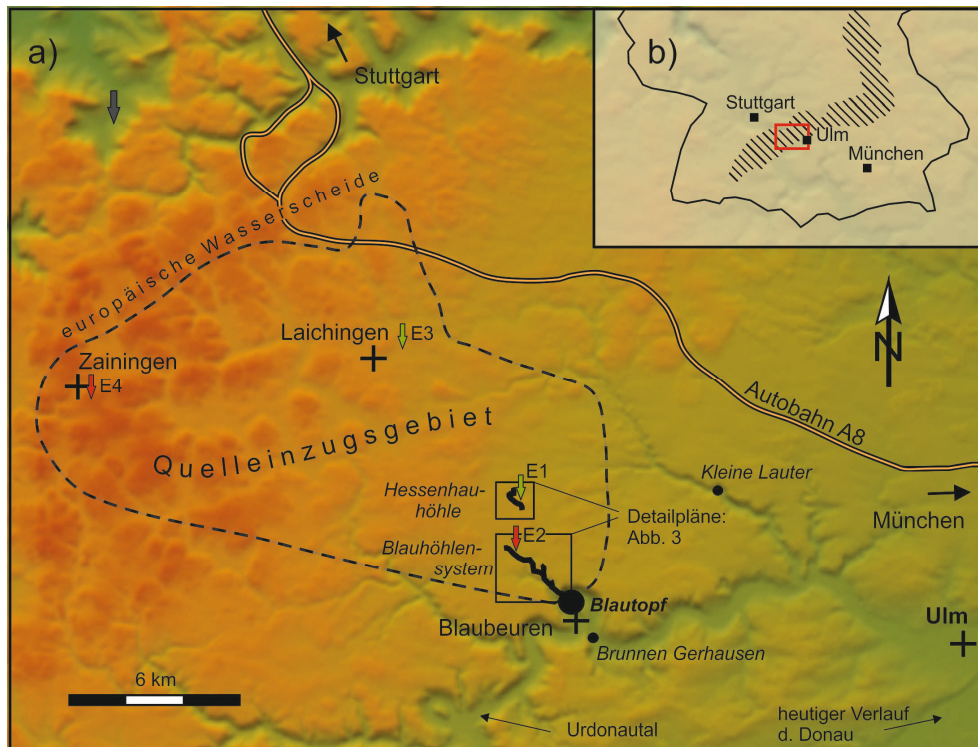 a)
Stuttgart
b)
Stuttgart
Ulm
München
europäische Wasserscheide
Laichingen
E3
Zainingen
E4
N
Autobahn A8
Quelleinzugsgebiet
E1
Hessenhau-
höhle
Kleine Lauter
Detailpläne:
Abb. 3
München
E2
Blauhöhlen-
system
Blautopf
Blaubeuren
Ulm
Brunnen Gerhausen
6 km
Urdonautal
heutiger Verlauf
d. Donau